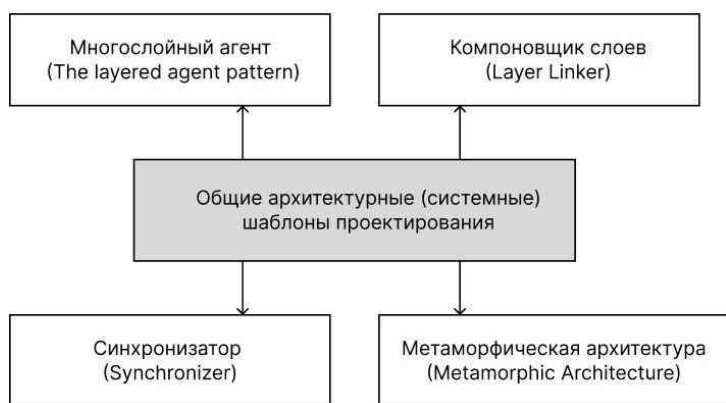 Многослойный агент
(The layered agent pattern)
Компоновщик слоев
(Layer Linker)
Общие архитектурные (системные)
шаблоны проектирования
Синхронизатор
(Synchronizer)
Метаморфическая архитектура
(Metamorphic Architecture)